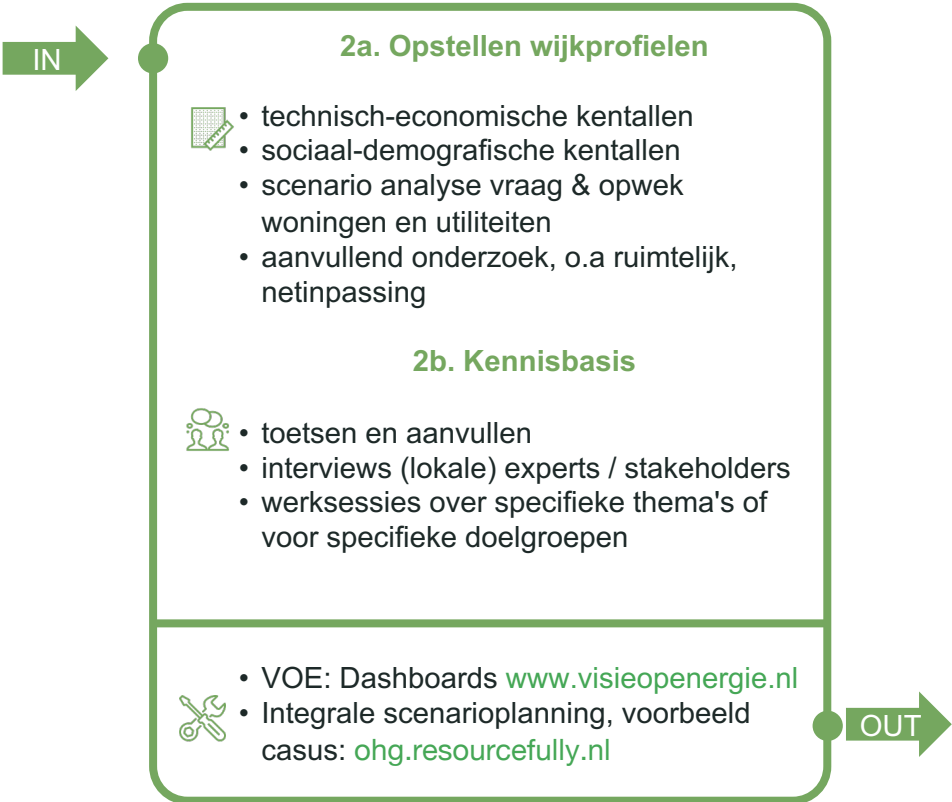 IN
2a. Opstellen wijkprofielen
• technisch-economische kentallen
• sociaal-demografische kentallen
• scenario analyse vraag & opwek
woningen en utiliteiten
• aanvullend onderzoek, o.a ruimtelijk,
netinpassing
2b. Kennisbasis
• toetsen en aanvullen
• interviews (lokale) experts / stakeholders
• werksessies over specifieke thema's of
voor specifieke doelgroepen
• VOE: Dashboards www.visieopenergie.nl
• Integrale scenarioplanning, voorbeeld
casus: ohg.resourcefully.nl
OUT